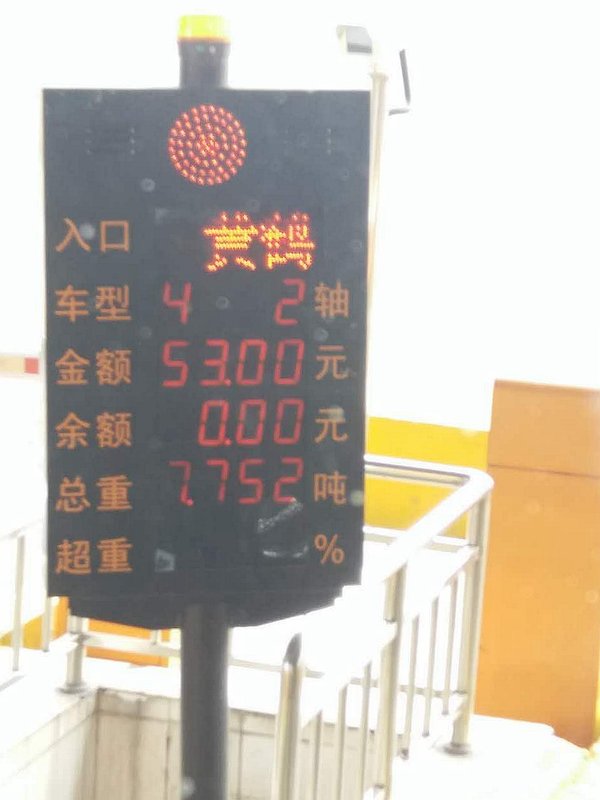 入口 黄鹤
车型 4 2 轴
金额 53.00 元
余额 0.00 元
总重 7.752 吨
超重 %